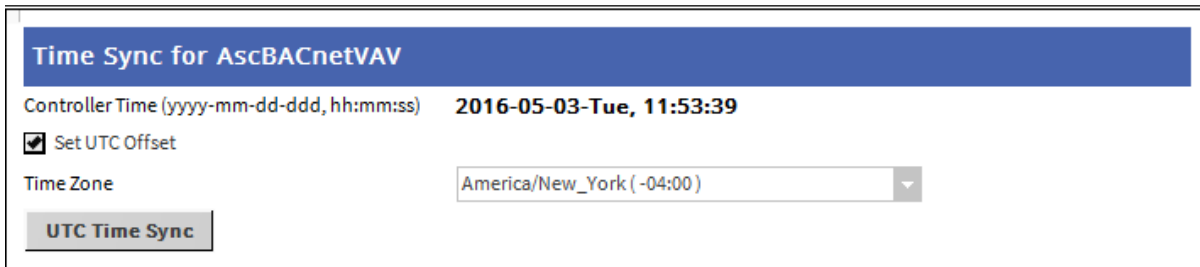 Time Sync for AscBACnetVAV
Controller Time (yyyy-mm-dd-ddd, hh:mm:ss) 2016-05-03-Tue, 11:53:39
Set UTC Offset
Time Zone America/New_York ( -04:00 )
UTC Time Sync